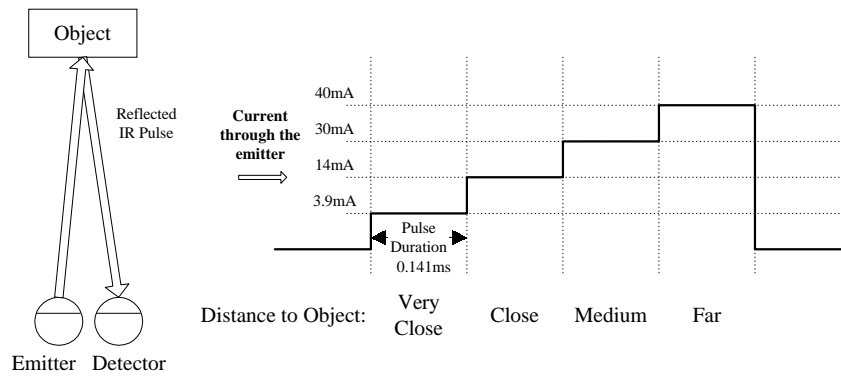 Object
Reflected
IR Pulse
Emitter
Detector
Current
through the
emitter
40mA
30mA
14mA
3.9mA
Pulse
Duration
0.141ms
Distance to Object:
Very
Close
Close
Medium
Far